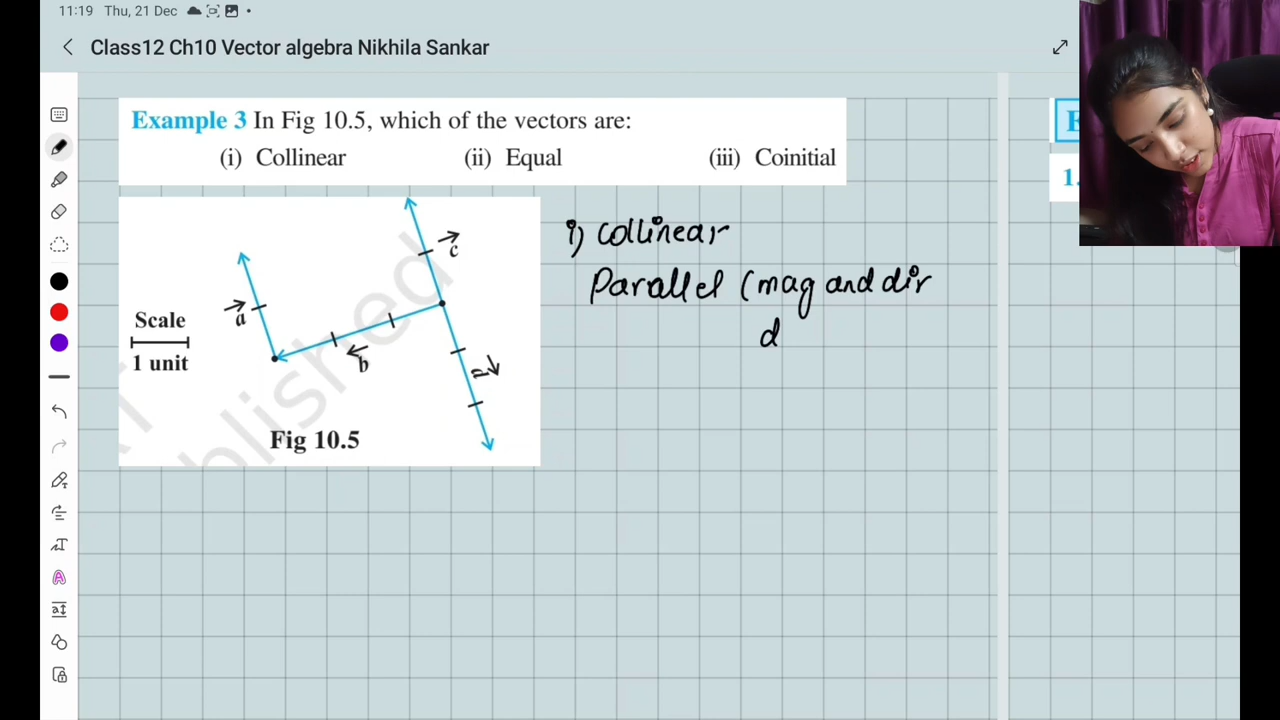 11:19 Thu, 21 Dec
Class12 Ch10 Vector algebra Nikhila Sankar
Example 3 In Fig 10.5, which of the vectors are:
(i) Collinear (ii) Equal (iii) Coinitial
E
1.
i) Collinear
Parallel (mag and dir
d
c
a
b
d
Scale
1 unit
Fig 10.5
blished